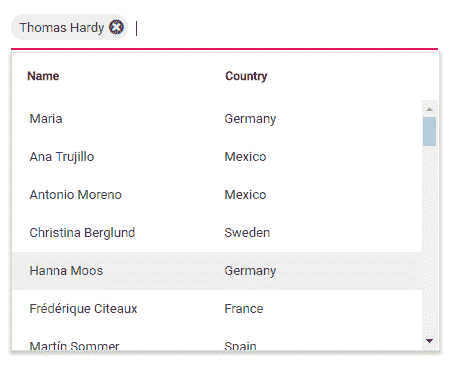 Thomas Hardy
Name Country
Maria Germany
Ana Trujillo Mexico
Antonio Moreno Mexico
Christina Berglund Sweden
Hanna Moos Germany
Frédérique Citeaux France
Martín Sommer Spain